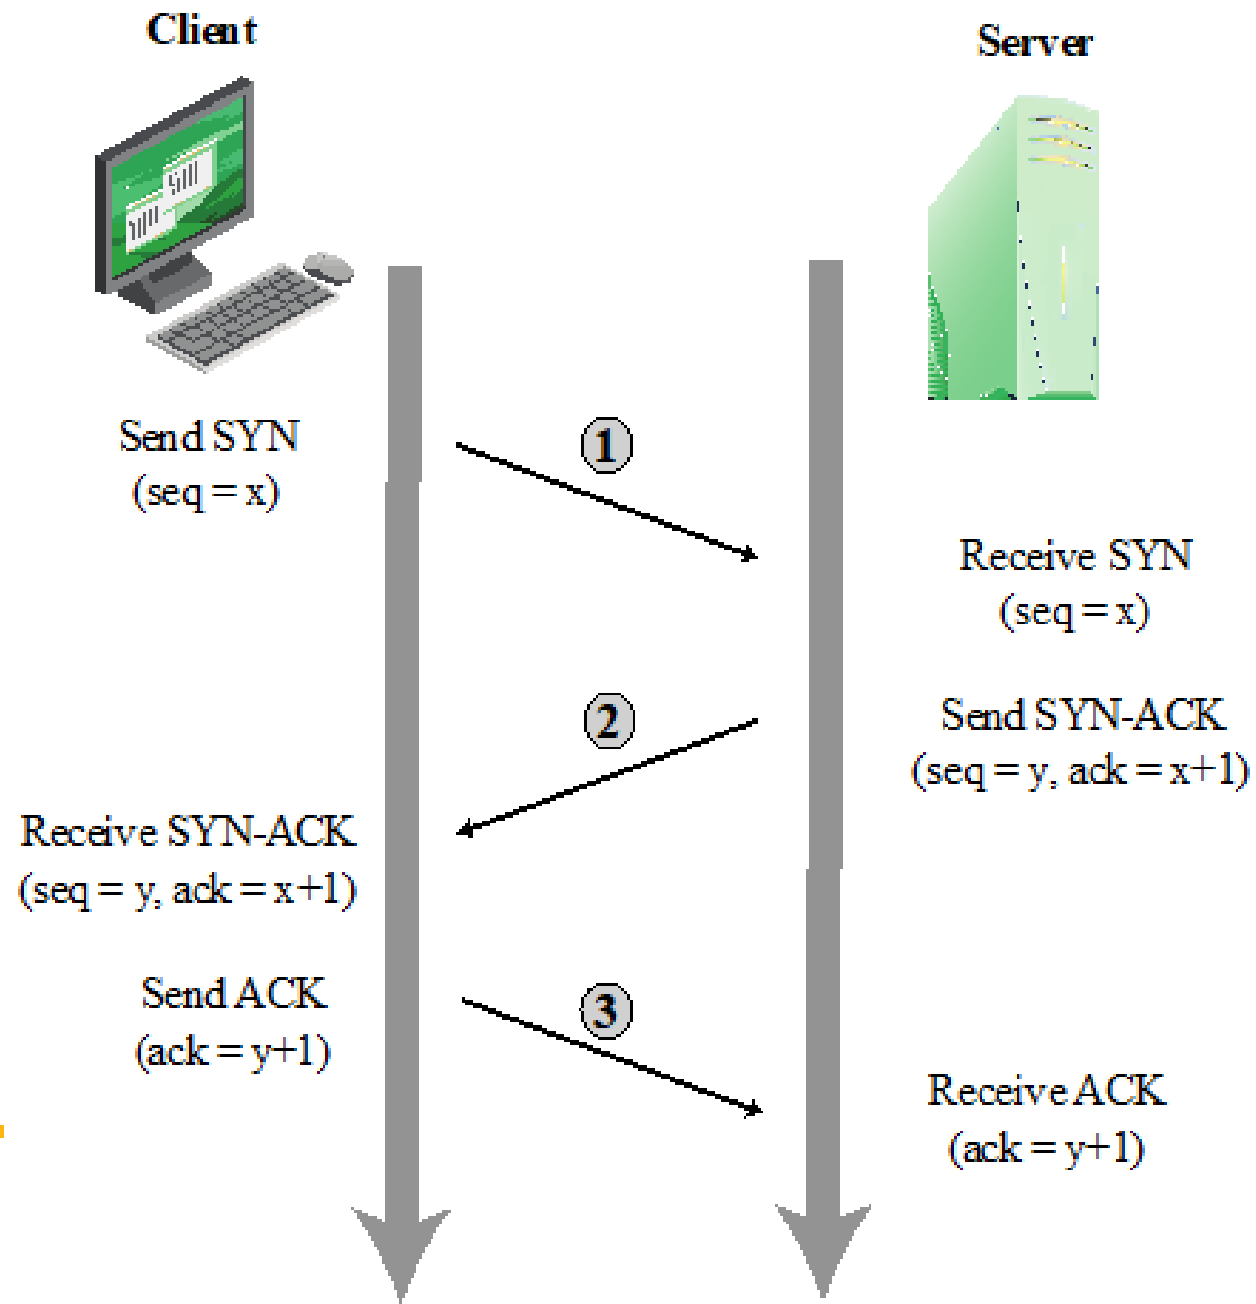 Client
Server
Send SYN
(seq = x)
1
Receive SYN
(seq = x)
2
Send SYN-ACK
(seq = y, ack = x+1)
Receive SYN-ACK
(seq = y, ack = x+1)
Send ACK
(ack = y+1)
3
Receive ACK
(ack = y+1)